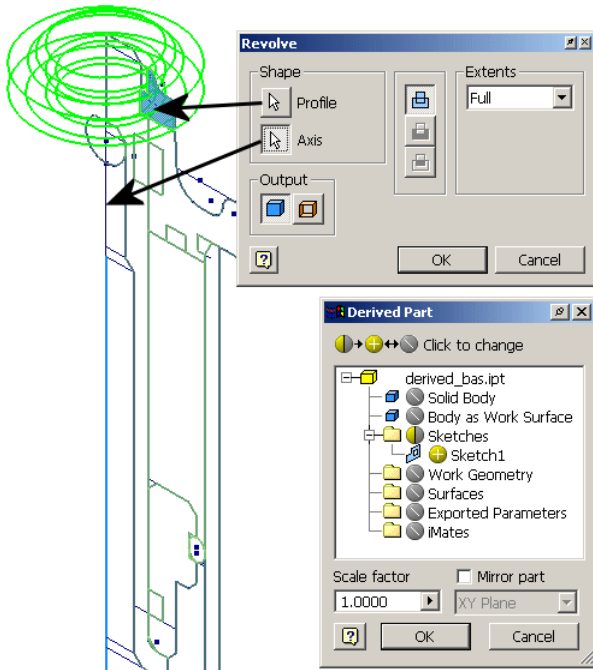 Revolve
Shape
Profile
Axis
Output
Extents
Full
OK
Cancel
Derived Part
Click to change
derived_bas.ipt
Solid Body
Body as Work Surface
Sketches
Sketch1
Work Geometry
Surfaces
Exported Parameters
iMates
Scale factor
Mirror part
1.0000
XY Plane
OK
Cancel